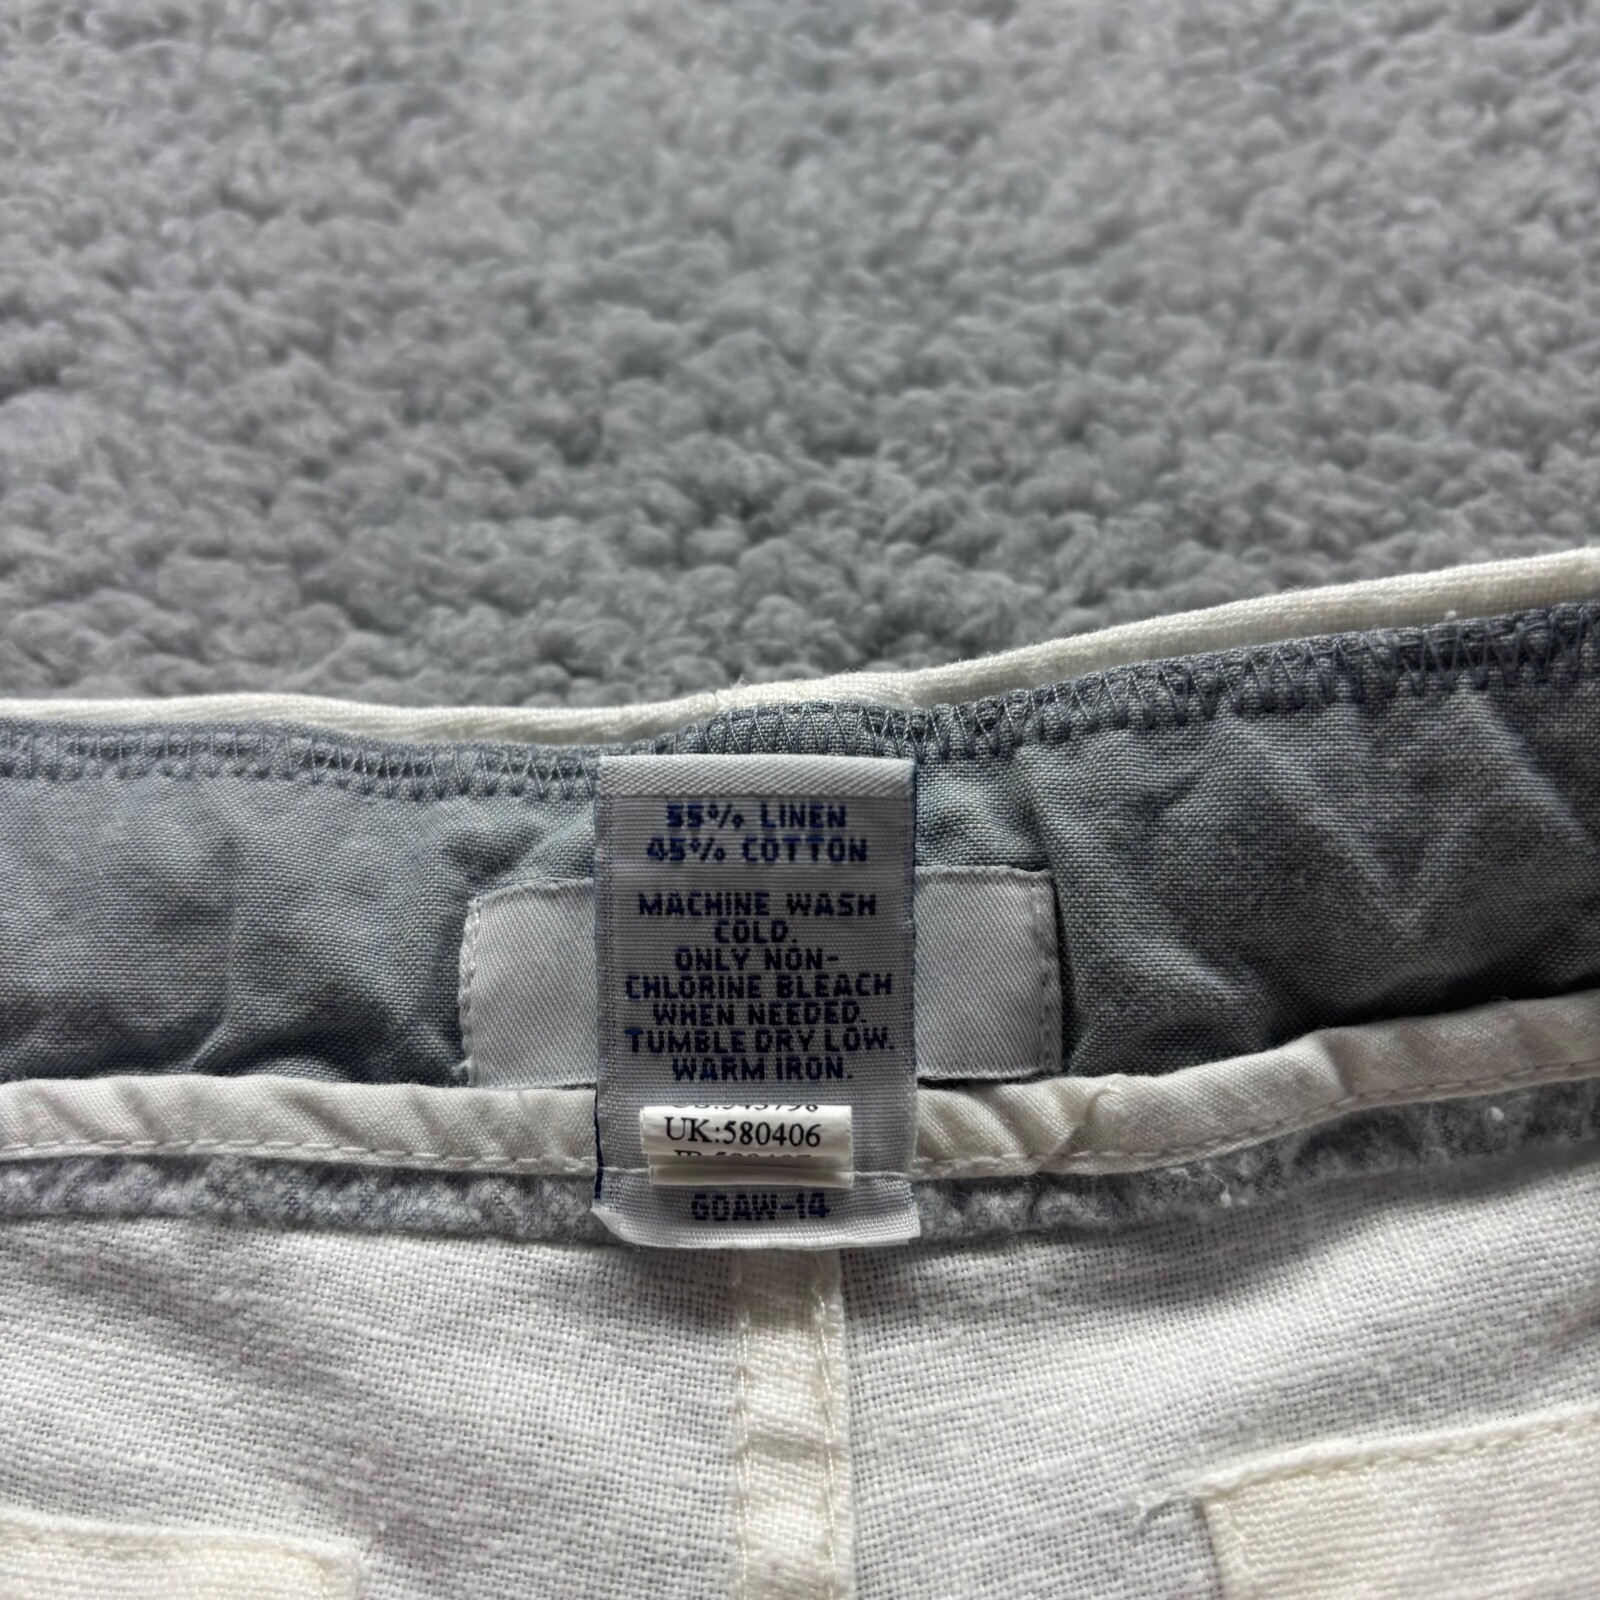 55% LINEN
45% COTTON
MACHINE WASH
COLD.
ONLY NON-
CHLORINE BLEACH
WHEN NEEDED.
TUMBLE DRY LOW.
WARM IRON.
UK:580406
GOAW-14